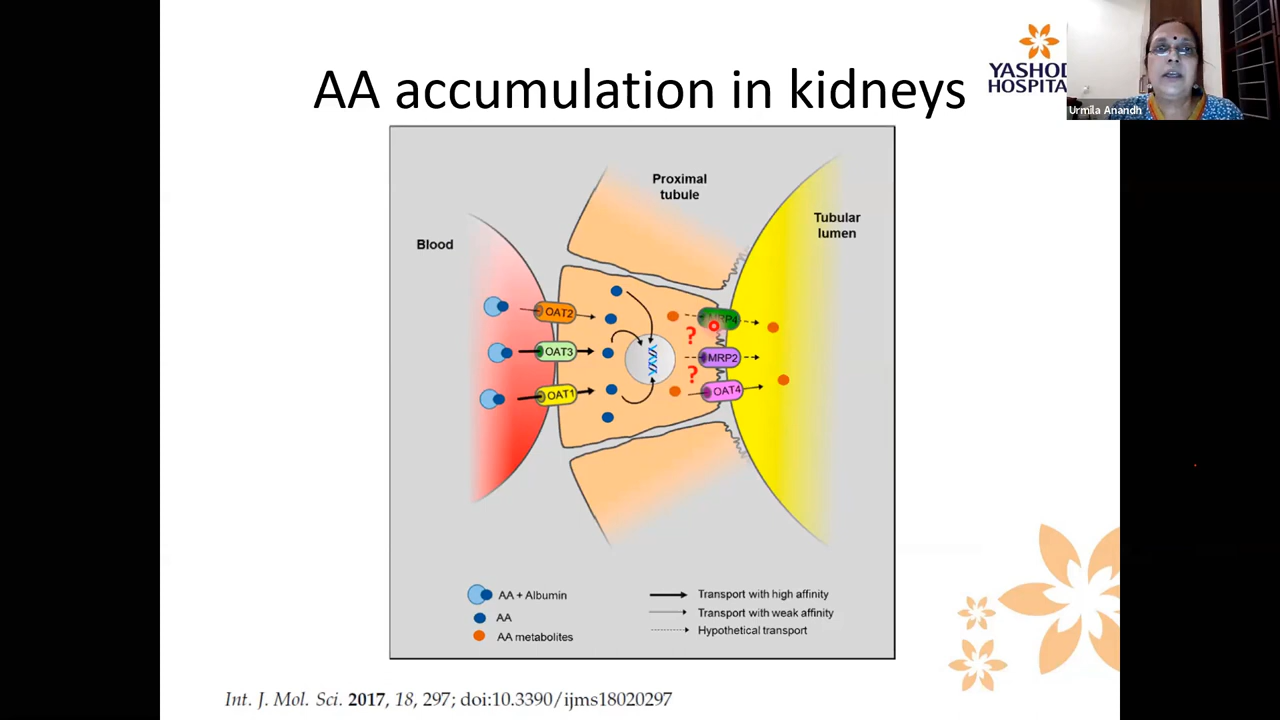 AA accumulation in kidneys
Urmila Anandh
Proximal
tubule
Tubular
lumen
Blood
OAT2
OAT3
OAT1
?
?
MRP2
OAT4
AA + Albumin
AA
AA metabolites
Transport with high affinity
Transport with weak affinity
Hypothetical transport
Int. J. Mol. Sci. 2017, 18, 297; doi:10.3390/ijms18020297